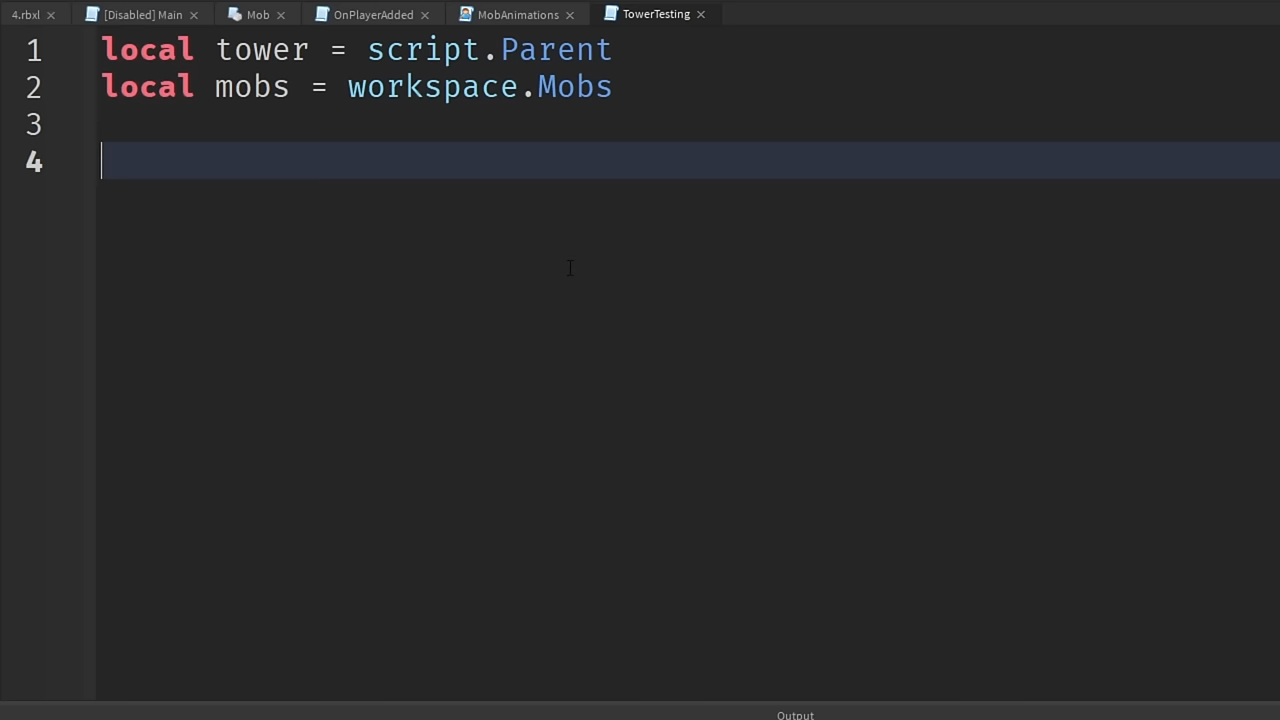 4.rbxl [Disabled] Main Mob OnPlayerAdded MobAnimations TowerTesting
1 local tower = script.Parent
2 local mobs = workspace.Mobs
3
4
Output